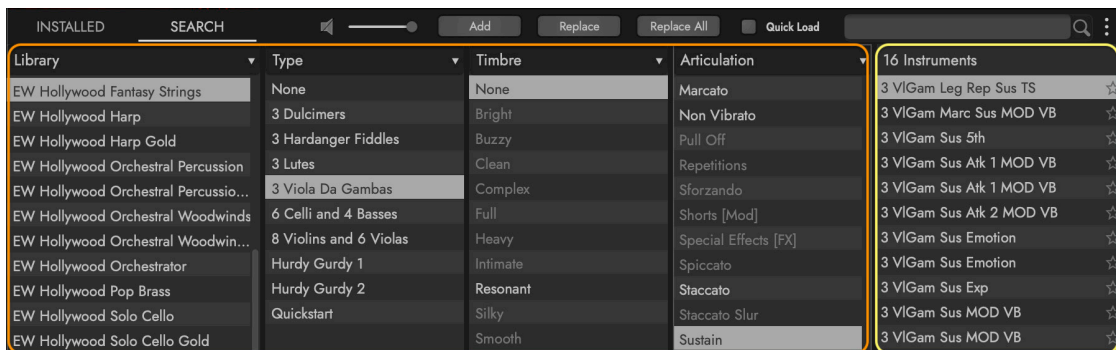 INSTALLED SEARCH Add Replace Replace All Quick Load
Library Type Timbre Articulation 16 Instruments
EW Hollywood Fantasy Strings None None Marcato 3 VlGam Leg Rep Sus TS
EW Hollywood Harp 3 Dulcimers Bright Non Vibrato 3 VlGam Marc Sus MOD VB
EW Hollywood Harp Gold 3 Hardanger Fiddles Buzzy Pull Off 3 VlGam Sus 5th
EW Hollywood Orchestral Percussion 3 Lutes Clean Repetitions 3 VlGam Sus Atk 1 MOD VB
EW Hollywood Orchestral Percussio... 3 Viola Da Gambas Complex Sforzando 3 VlGam Sus Atk 1 MOD VB
EW Hollywood Orchestral Woodwinds 6 Celli and 4 Basses Full Shorts [Mod] 3 VlGam Sus Atk 2 MOD VB
EW Hollywood Orchestral Woodwin... 8 Violins and 6 Violas Heavy Special Effects [FX] 3 VlGam Sus Emotion
EW Hollywood Orchestrator Hurdy Gurdy 1 Intimate Spiccato 3 VlGam Sus Emotion
EW Hollywood Pop Brass Hurdy Gurdy 2 Resonant Staccato 3 VlGam Sus Exp
EW Hollywood Solo Cello Quickstart Silky Staccato Slur 3 VlGam Sus MOD VB
EW Hollywood Solo Cello Gold Smooth Sustain 3 VlGam Sus MOD VB